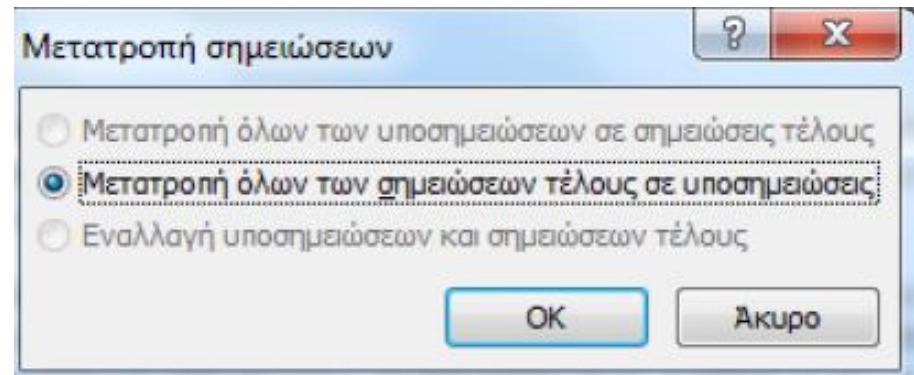 Μετατροπή σημειώσεων
?
X
Μετατροπή όλων των υποσημειώσεων σε σημειώσεις τέλους
Μετατροπή όλων των σημειώσεων τέλους σε υποσημειώσεις
Εναλλαγή υποσημειώσεων και σημειώσεων τέλους
OK
Άκυρο